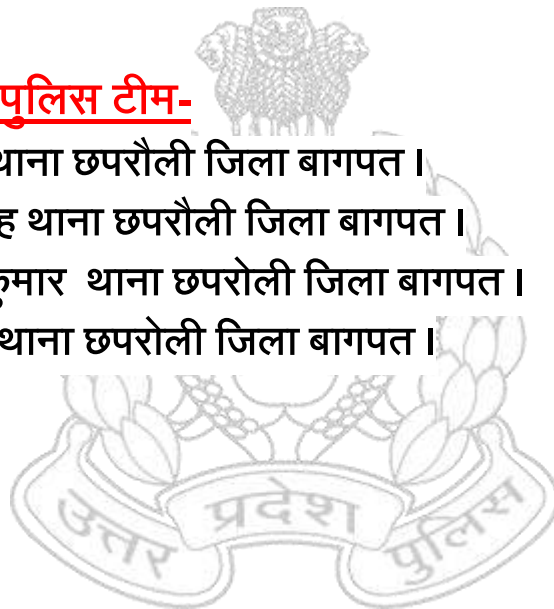 पुलिस टीम-
थाना छपरौली जिला बागपत ।
ह थाना छपरौली जिला बागपत ।
कुमार थाना छपरोली जिला बागपत ।
थाना छपरोली जिला बागपत ।
उत्तर प्रदेश पुलिस